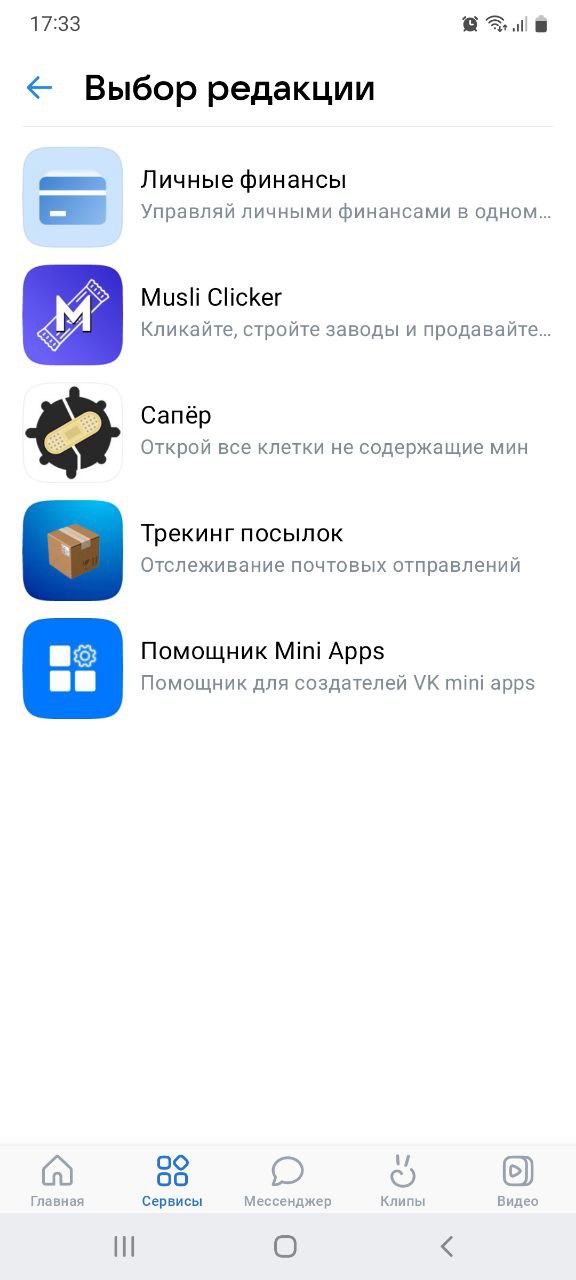 17:33
Выбор редакции
Личные финансы
Управляй личными финансами в одном…
M
Musli Clicker
Кликайте, стройте заводы и продавайте…
Сапёр
Открой все клетки не содержащие мин
Трекинг посылок
Отслеживание почтовых отправлений
Помощник Mini Apps
Помощник для создателей VK mini apps
Главная
Сервисы
Мессенджер
Клипы
Видео